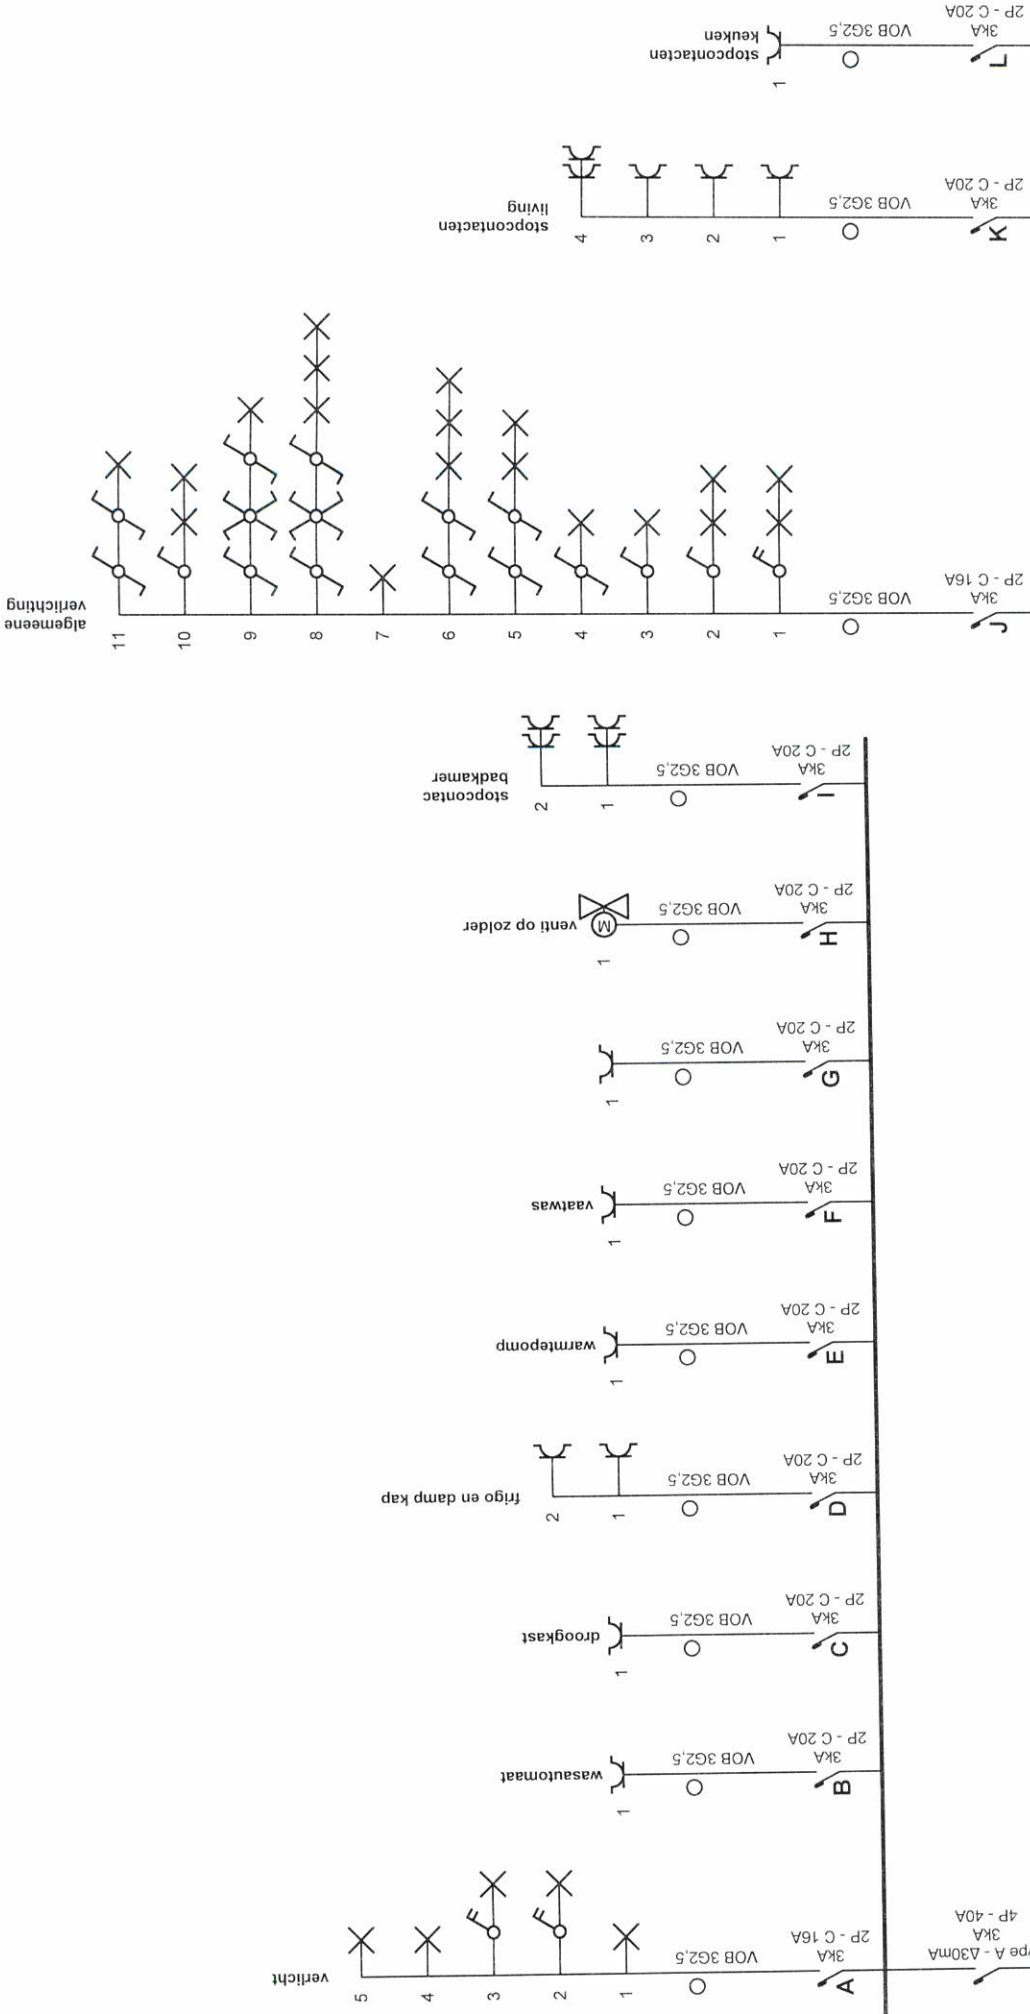 stopcontacten
keuken
1
VOB 3G2,5
L
3kA
2P - C 20A
stopcontacten
living
4
3
2
1
VOB 3G2,5
K
3kA
2P - C 20A
algemeene
verlichting
11
10
9
8
7
6
5
4
3
2
1
VOB 3G2,5
J
3kA
2P - C 16A
stopcontac
badkamer
2
1
VOB 3G2,5
I
3kA
2P - C 20A
venti op zolder
1
M
VOB 3G2,5
H
3kA
2P - C 20A
1
VOB 3G2,5
G
3kA
2P - C 20A
vaatwas
1
VOB 3G2,5
F
3kA
2P - C 20A
warmtepomp
1
VOB 3G2,5
E
3kA
2P - C 20A
frigo en damp kap
2
1
VOB 3G2,5
D
3kA
2P - C 20A
droogkast
1
VOB 3G2,5
C
3kA
2P - C 20A
wasautomaat
1
VOB 3G2,5
B
3kA
2P - C 20A
verlicht
5
4
3
2
1
VOB 3G2,5
A
3kA
2P - C 16A
ype A - Δ30mA
3kA
4P - 40A